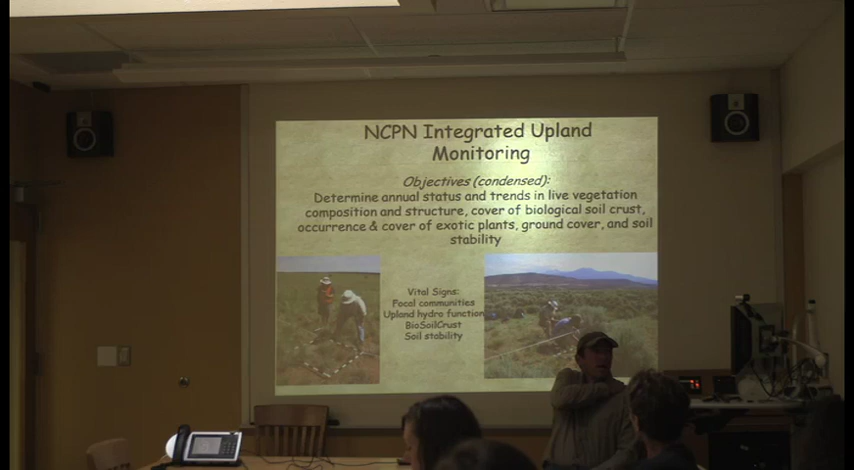 NCPN Integrated Upland
Monitoring
Objectives (condensed):
Determine annual status and trends in live vegetation
composition and structure, cover of biological soil crust,
occurrence & cover of exotic plants, ground cover, and soil
stability
Vital Signs:
Focal communities
Upland hydro function
BioSoilCrust
Soil stability